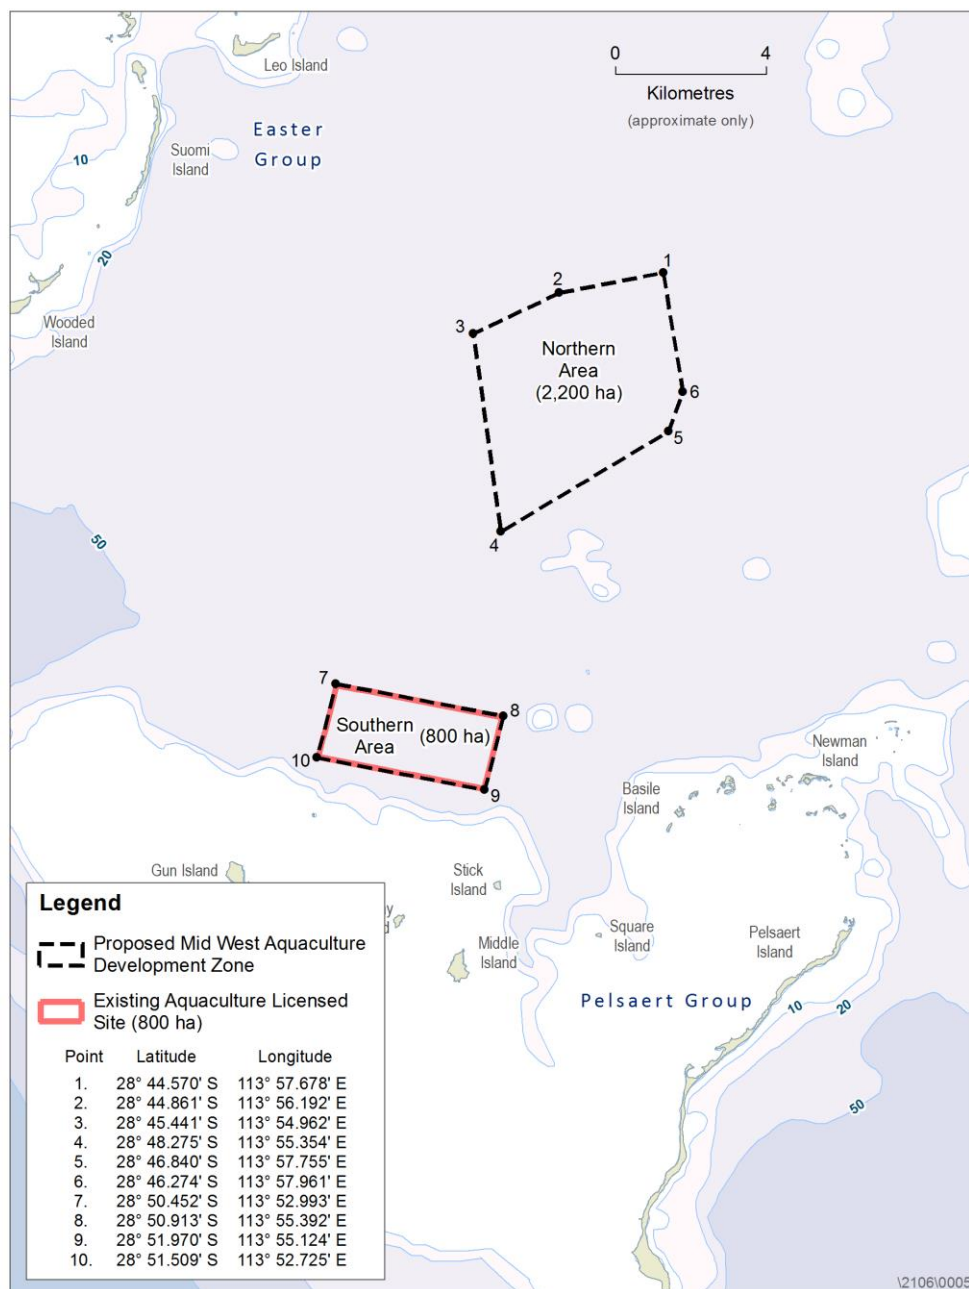 Leo Island
0 4
Kilometres
(approximate only)
Easter
Group
10
Suomi
Island
20
Wooded
Island
1
2
3
Northern
Area
(2,200 ha)
6
5
4
50
7
8
Southern
Area
(800 ha)
10
9
Newman
Island
Basile
Island
Gun Island
Stick
Island
Square
Island
Pelsaert
Island
Middle
Island
Pelsaert Group
10
20
50
Legend
Proposed Mid West Aquaculture
Development Zone
Existing Aquaculture Licensed
Site (800 ha)
Point Latitude Longitude
1. 28° 44.570' S 113° 57.678' E
2. 28° 44.861' S 113° 56.192' E
3. 28° 45.441' S 113° 54.962' E
4. 28° 48.275' S 113° 55.354' E
5. 28° 46.840' S 113° 57.755' E
6. 28° 46.274' S 113° 57.961' E
7. 28° 50.452' S 113° 52.993' E
8. 28° 50.913' S 113° 55.392' E
9. 28° 51.970' S 113° 55.124' E
10. 28° 51.509' S 113° 52.725' E
\2106\0005